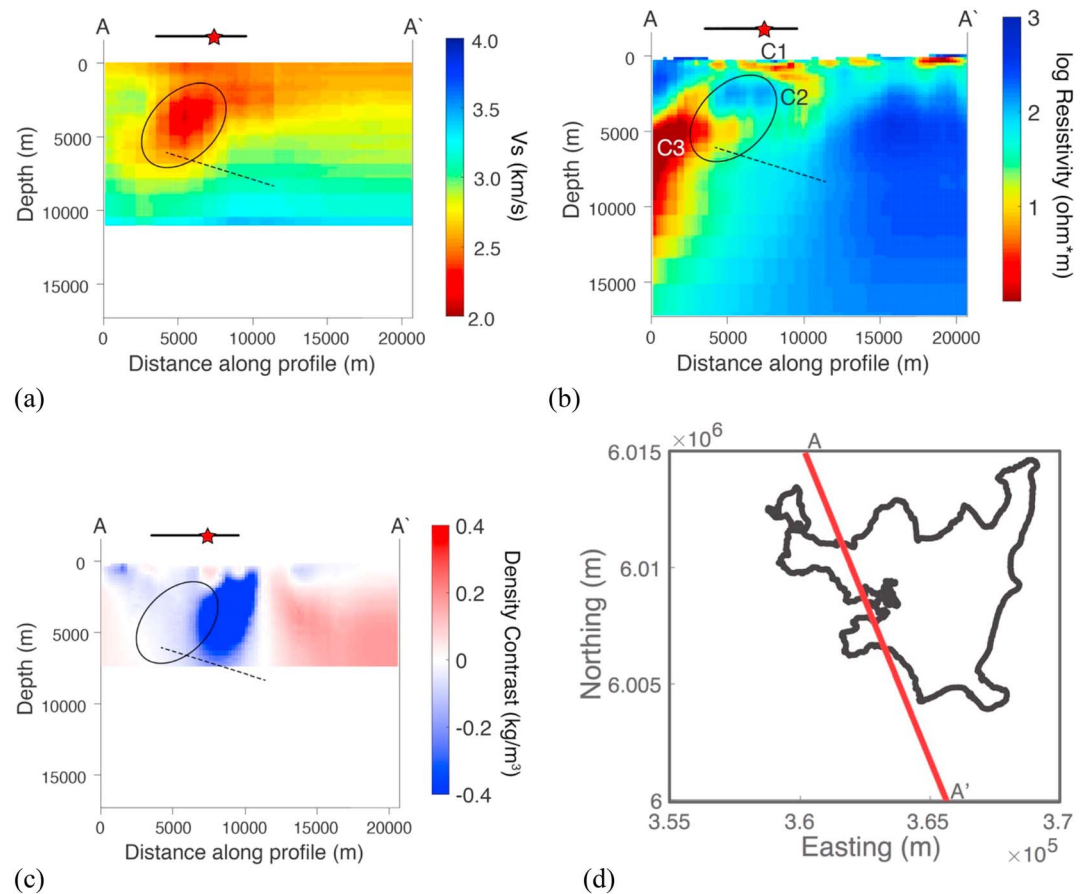 A A`
0
5000
10000
15000
Depth (m)
0 5000 10000 15000 20000
Distance along profile (m)
4.0
3.5
3.0
2.5
2.0
Vs (km/s)
(a)
A A`
C1
C2
C3
0
5000
10000
15000
Depth (m)
0 5000 10000 15000 20000
Distance along profile (m)
3
2
1
log Resistivity (ohm*m)
(b)
A A`
0
5000
10000
15000
Depth (m)
0 5000 10000 15000 20000
Distance along profile (m)
0.4
0.2
0
-0.2
-0.4
Density Contrast (kg/m³)
(c)
×10⁶
6.015
6.01
6.005
6
Northing (m)
A
A'
3.55 3.6 3.65 3.7
Easting (m) ×10⁵
(d)